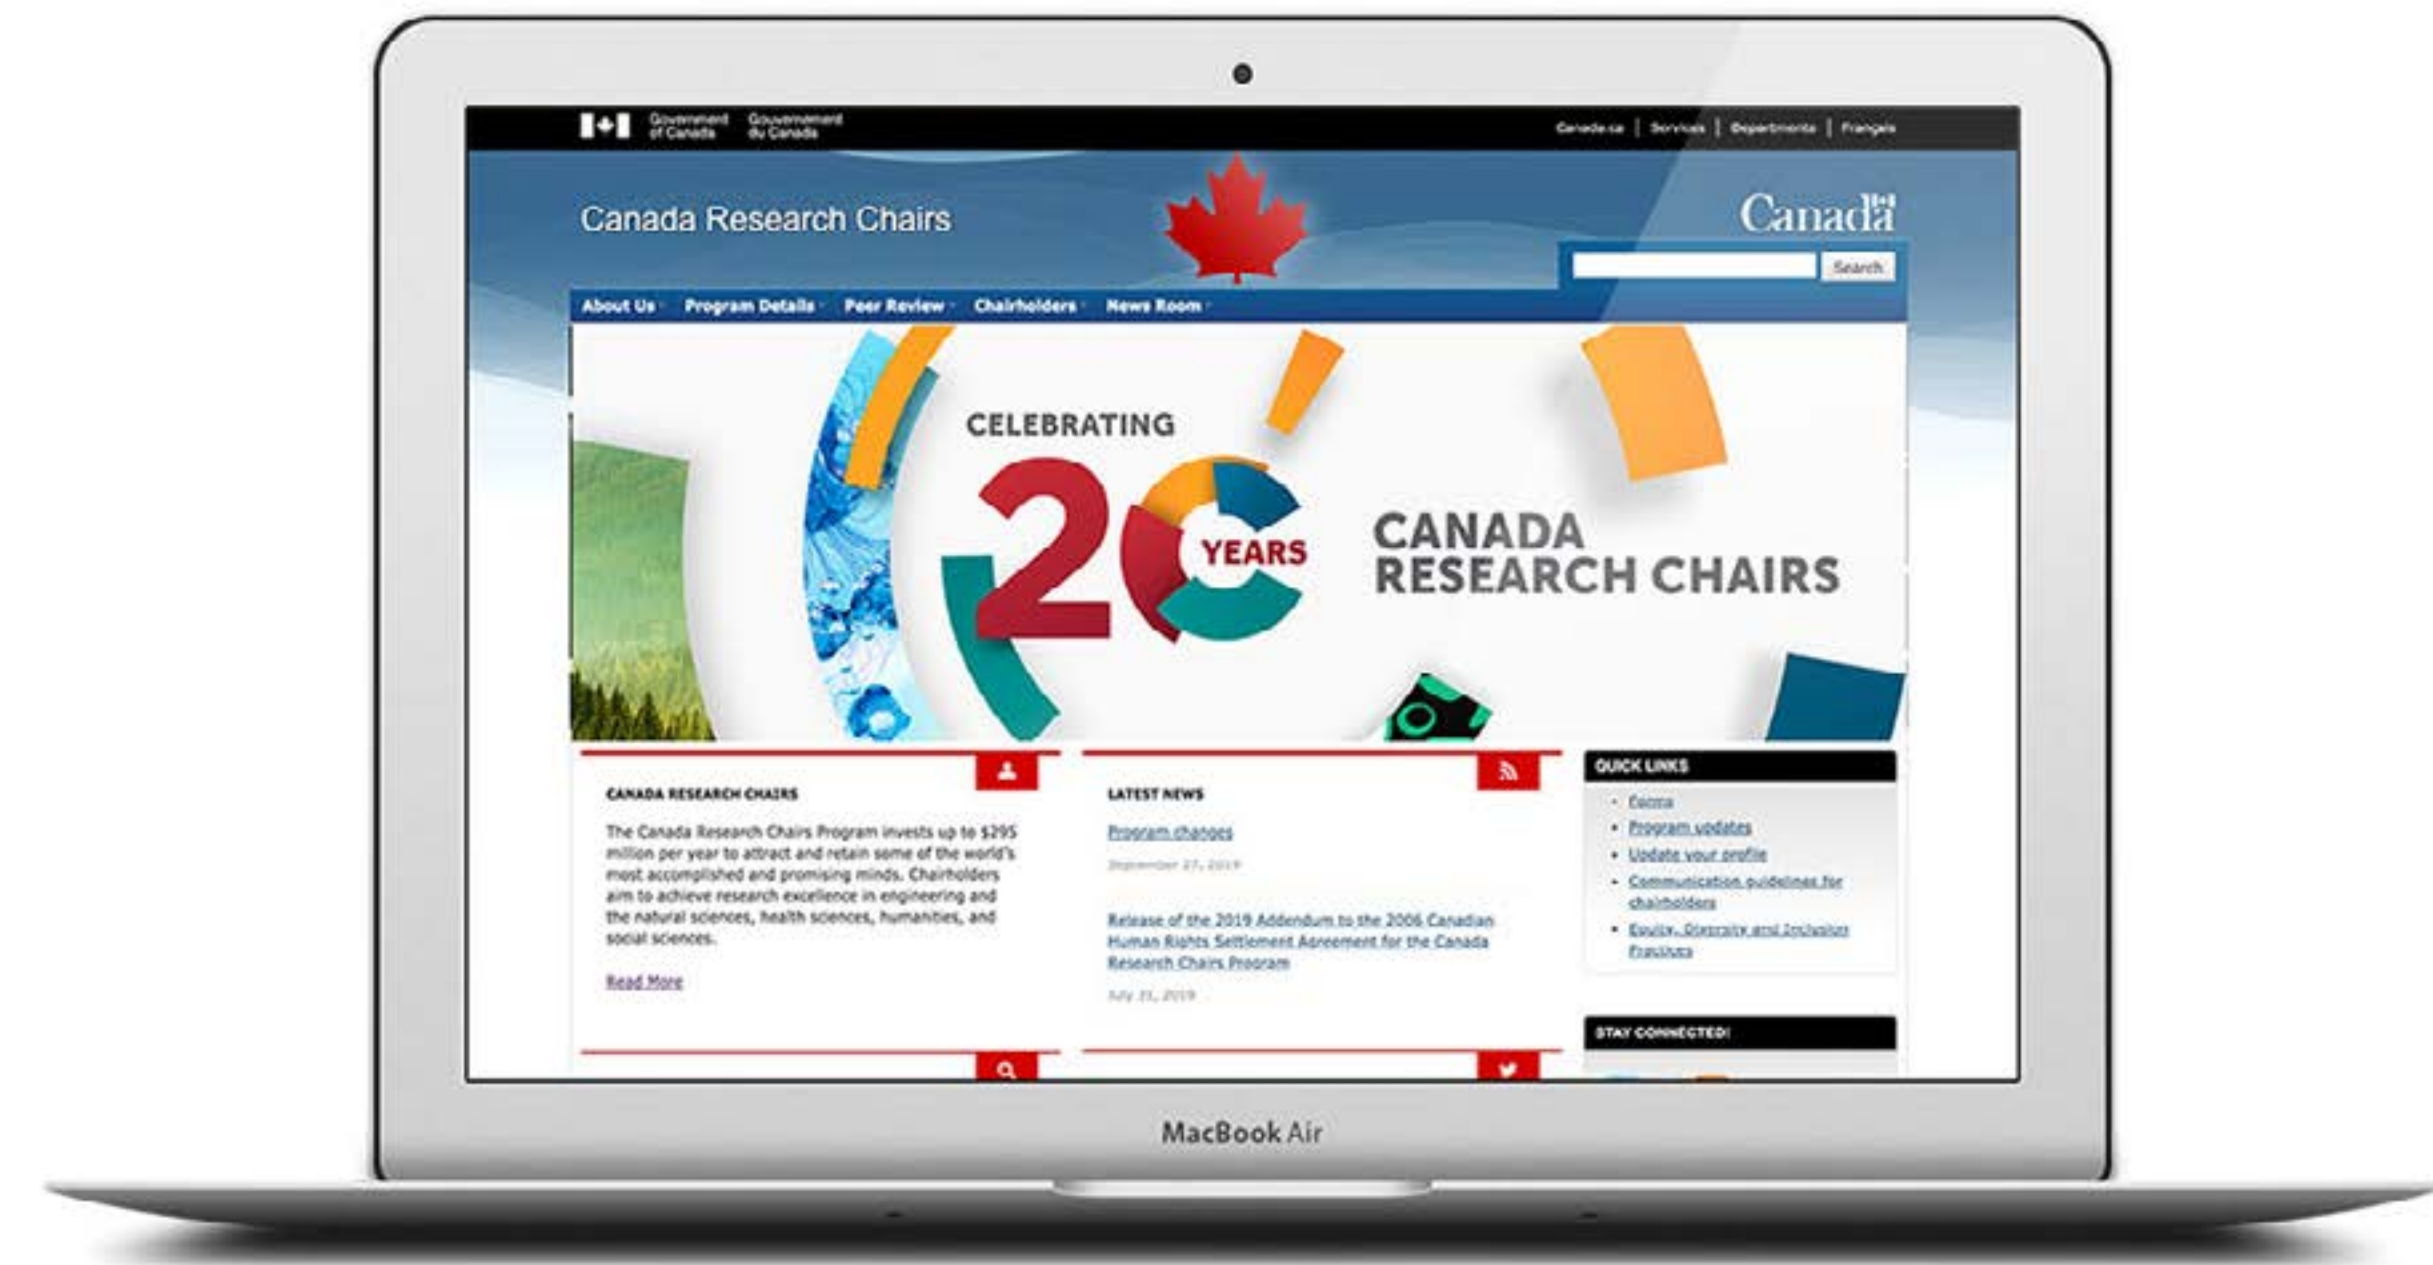 Government
of Canada
Gouvernement
du Canada
Canada.ca | Services | Departments | Français
Canada Research Chairs
Canada
Search
About Us
Program Details
Peer Review
Chairholders
News Room
CELEBRATING
20
YEARS
CANADA
RESEARCH CHAIRS
CANADA RESEARCH CHAIRS
The Canada Research Chairs Program invests up to $295
million per year to attract and retain some of the world's
most accomplished and promising minds. Chairholders
aim to achieve research excellence in engineering and
the natural sciences, health sciences, humanities, and
social sciences.
Read More
LATEST NEWS
Program changes
September 27, 2019
Release of the 2019 Addendum to the 2006 Canadian
Human Rights Settlement Agreement for the Canada
Research Chairs Program
July 31, 2019
QUICK LINKS
• Forms
• Program updates
• Update your profile
• Communication guidelines for
chairholders
• Equity, Diversity and Inclusion
Practices
STAY CONNECTED!
MacBook Air